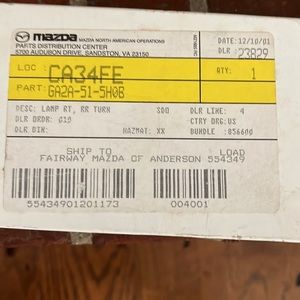 mazda MAZDA NORTH AMERICAN OPERATIONS
PARTS DISTRIBUTION CENTER
5700 AUDUBON DRIVE, SANDSTON, VA 23150
DATE: 12/10/01
DLR : 23829
LOC : CA34FE
QTY: 1
PART: GA2A-51-5H0B
DESC: LAMP RT, RR TURN SDO DLR LINE: 4
DLR ORDR: 010 CTRY ORG: US
DLR BIN: HAZMAT: XX BUNDLE : 856600
SHIP TO LOAD
FAIRWAY MAZDA OF ANDERSON 554349
55434901201173 004001